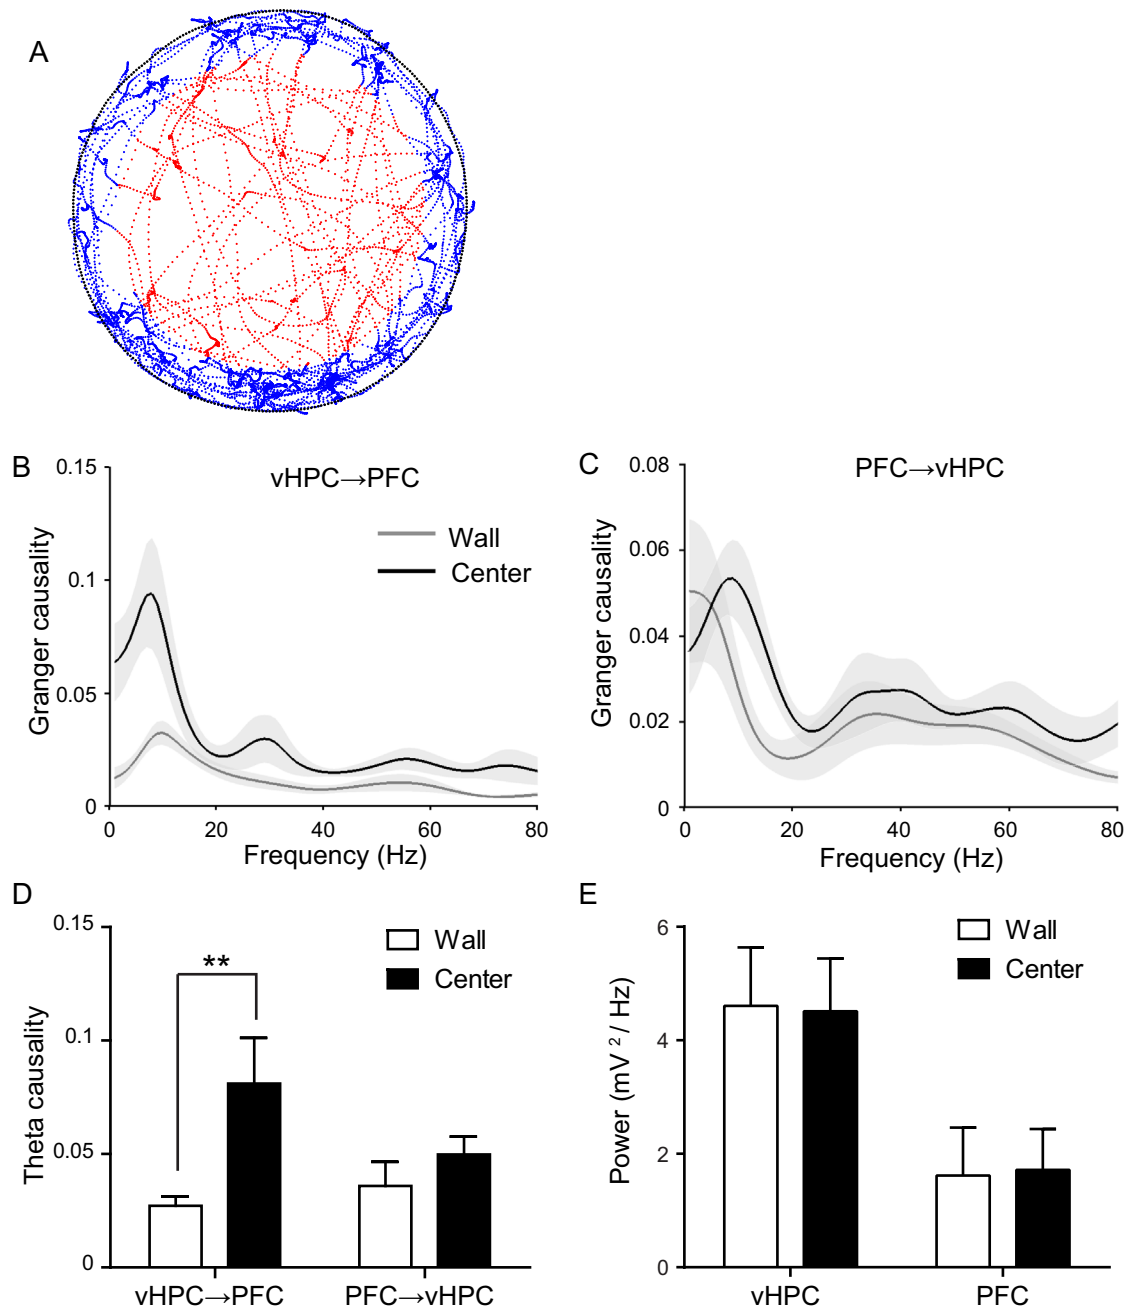 A
B
vHPC→PFC
0.15
0.1
0.05
0
Granger causality
Wall
Center
0 20 40 60 80
Frequency (Hz)
C
PFC→vHPC
0.08
0.06
0.04
0.02
0
Granger causality
0 20 40 60 80
Frequency (Hz)
D
0.15
0.1
0.05
0
Theta causality
**
Wall
Center
vHPC→PFC PFC→vHPC
E
6
4
2
0
Power (mV 2 / Hz)
Wall
Center
vHPC PFC